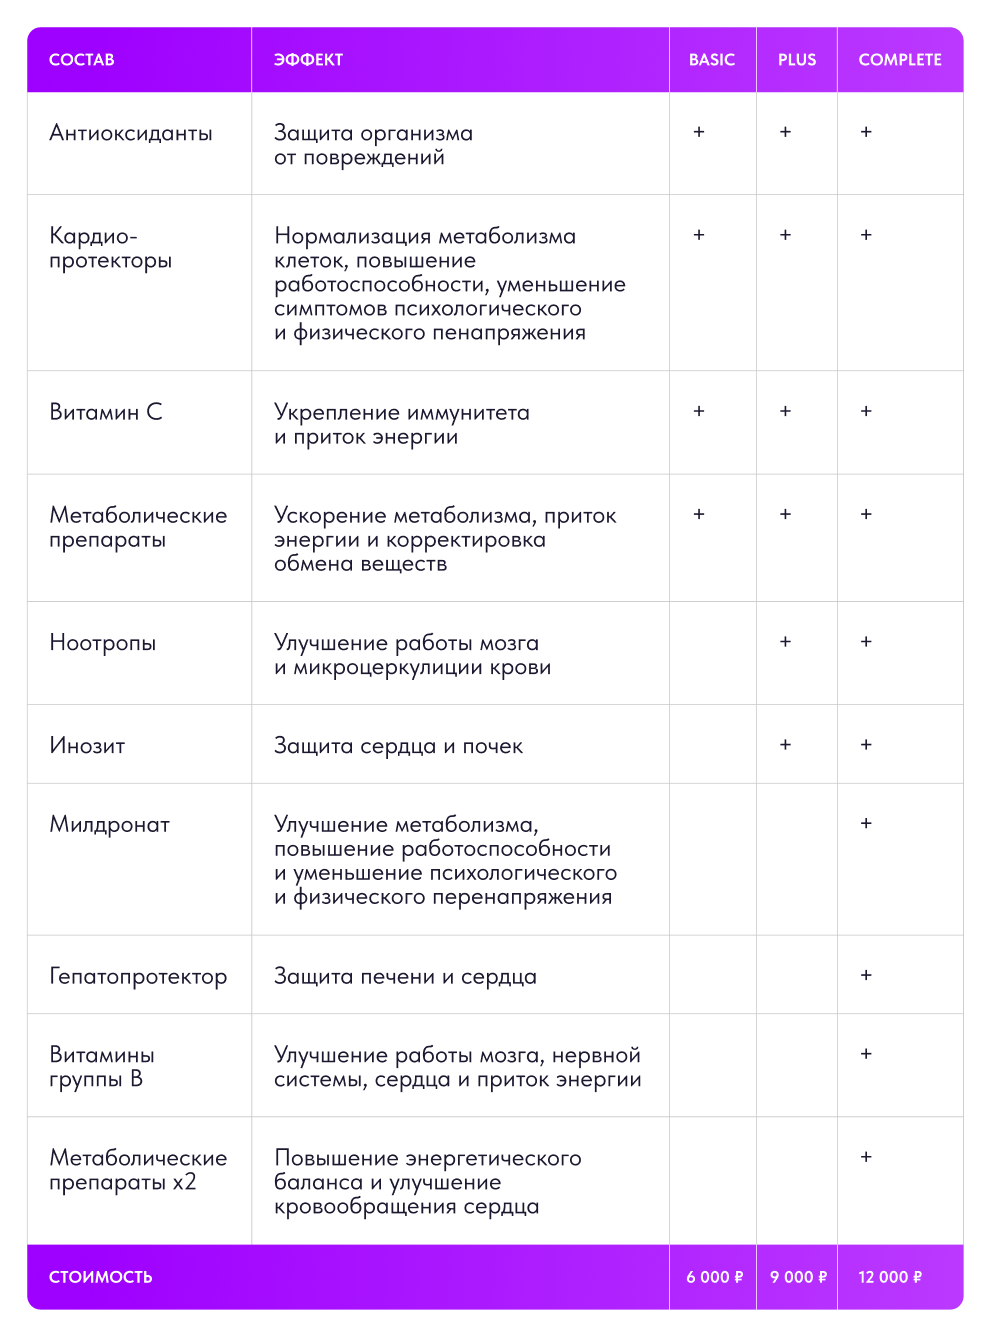 СОСТАВ ЭФФЕКТ BASIC PLUS COMPLETE
Антиоксиданты Защита организма + + +
от повреждений
Кардио- Нормализация метаболизма + + +
протекторы клеток, повышение
работоспособности, уменьшение
симптомов психологического
и физического пенапряжения
Витамин С Укрепление иммунитета + + +
и приток энергии
Метаболические Ускорение метаболизма, приток + + +
препараты энергии и корректировка
обмена веществ
Ноотропы Улучшение работы мозга + +
и микроцеркулиции крови
Инозит Защита сердца и почек + +
Милдронат Улучшение метаболизма, +
повышение работоспособности
и уменьшение психологического
и физического перенапряжения
Гепатопротектор Защита печени и сердца +
Витамины Улучшение работы мозга, нервной +
группы В системы, сердца и приток энергии
Метаболические Повышение энергетического +
препараты х2 баланса и улучшение
кровообращения сердца
СТОИМОСТЬ 6 000 ₽ 9 000 ₽ 12 000 ₽